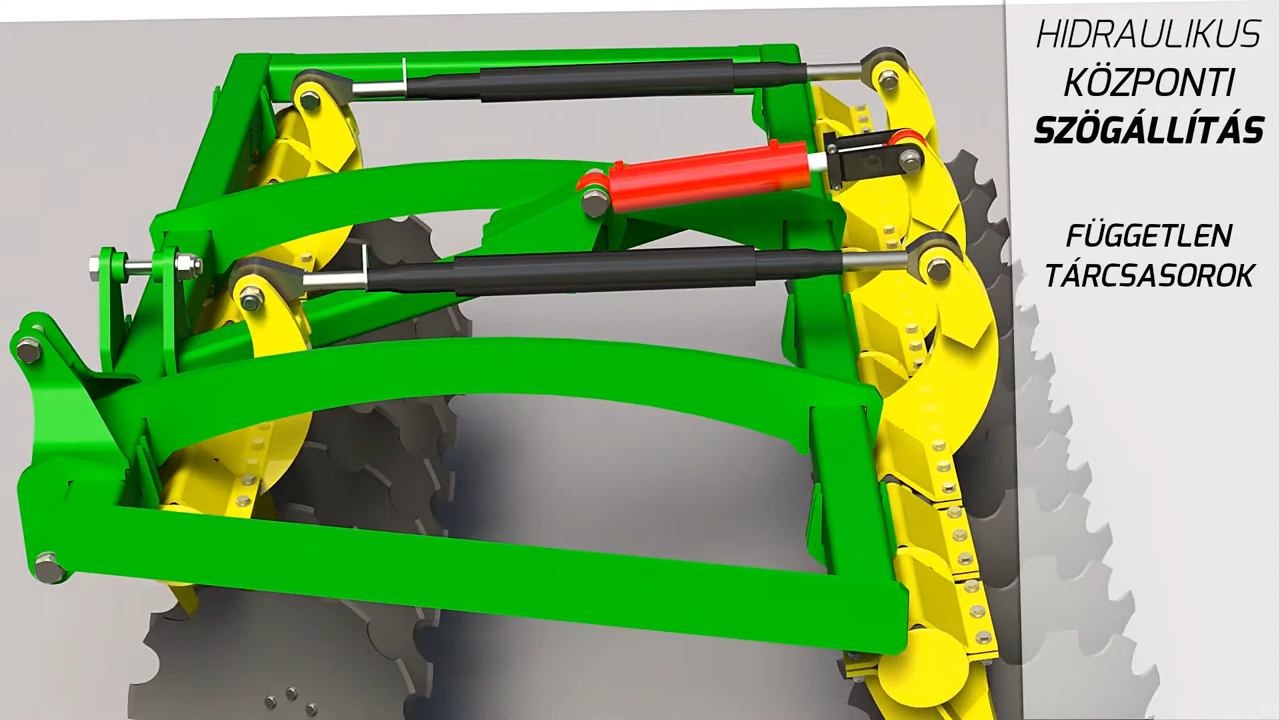 HIDRAULIKUS
KÖZPONTI
SZÖGÁLLÍTÁS
FÜGGETLEN
TÁRCSASOROK